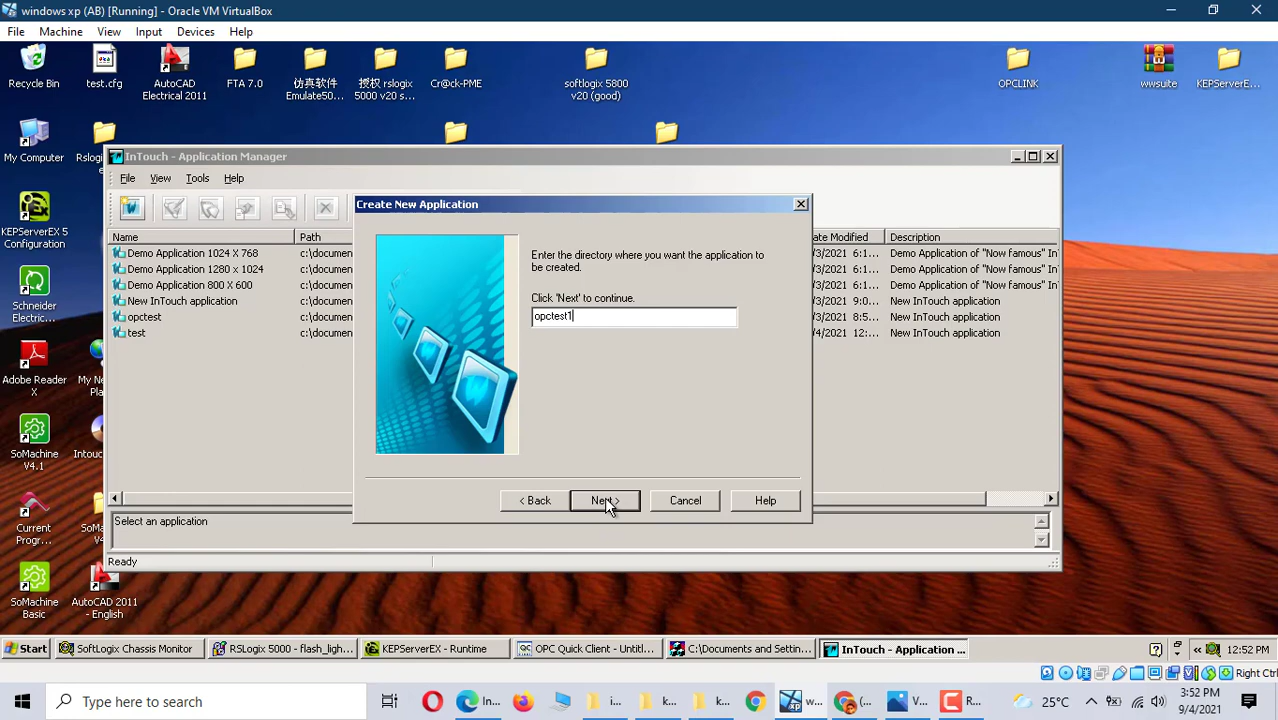 windows xp (AB) [Running] - Oracle VM VirtualBox
File Machine View Input Devices Help
Recycle Bin
test.cfg
AutoCAD
Electrical 2011
FTA 7.0
仿真软件
Emulate50...
授权 rslogix
5000 v20 s...
Cr@ck-PME
softlogix 5800
v20 (good)
OPCLINK
wwsuite
KEPServerE...
My Computer
Rslogi
KEPServerEX 5
Configuration
Schneider
Electric...
Adobe Reader
X
My Ne
Pla
SoMachine
V4.1
Intouc
Current
Progr...
SoM
Bas
SoMachine
Basic
AutoCAD 2011
- English
InTouch - Application Manager
File View Tools Help
Name Path ate Modified Description
Demo Application 1024 X 768 c:\documen /3/2021 6:1... Demo Application of "Now famous" InT
Demo Application 1280 x 1024 c:\documen /3/2021 6:1... Demo Application of "Now famous" InT
Demo Application 800 X 600 c:\documen /3/2021 6:1... Demo Application of "Now famous" InT
New InTouch application c:\documen /3/2021 9:0... New InTouch application
opctest c:\documen /3/2021 8:5... New InTouch application
test c:\documen /4/2021 12:... New InTouch application
Select an application
Ready
Create New Application
Enter the directory where you want the application to
be created.
Click 'Next' to continue.
opctest1
< Back Next > Cancel Help
Start SoftLogix Chassis Monitor RSLogix 5000 - flash_ligh... KEPServerEX - Runtime OPC Quick Client - Untitl... C:\Documents and Settin... InTouch - Application ... 12:52 PM
Right Ctrl
Type here to search
In... i... k... k... w... (... V... R... 25°C
3:52 PM
9/4/2021